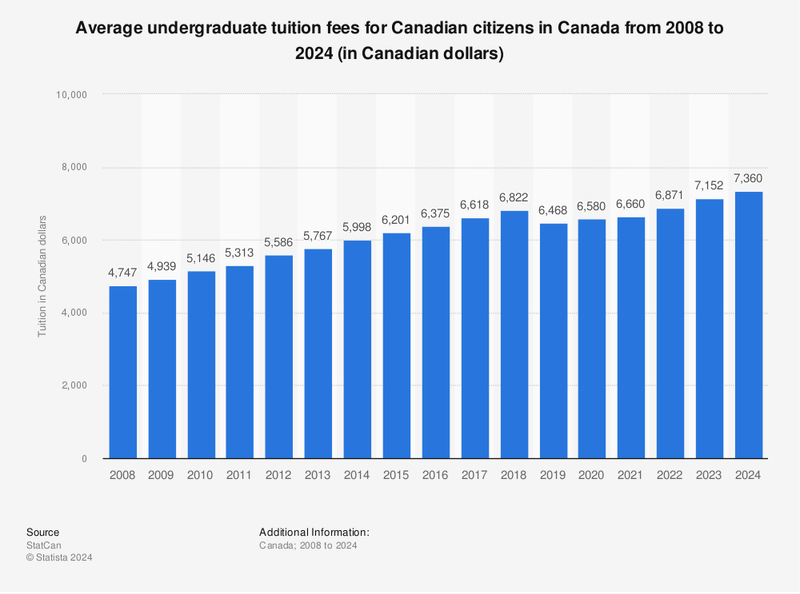 Average undergraduate tuition fees for Canadian citizens in Canada from 2008 to
2024 (in Canadian dollars)
Tuition in Canadian dollars
10,000
8,000
6,000
4,000
2,000
0
4,747
4,939
5,146
5,313
5,586
5,767
5,998
6,201
6,375
6,618
6,822
6,468
6,580
6,660
6,871
7,152
7,360
2008 2009 2010 2011 2012 2013 2014 2015 2016 2017 2018 2019 2020 2021 2022 2023 2024
Source
StatCan
© Statista 2024
Additional Information:
Canada; 2008 to 2024